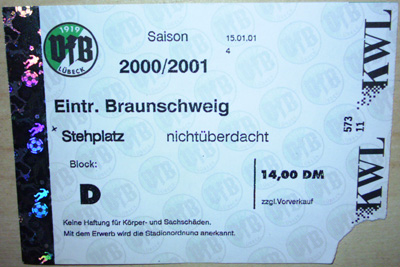 1919
VfB
LÜBECK
Saison
15.01.01
4
2000/2001
Eintr. Braunschweig
* Stehplatz nichtüberdacht
Block:
D
14,00 DM
zzgl.Vorverkauf
Keine Haftung für Körper- und Sachschäden.
Mit dem Erwerb wird die Stadionordnung anerkannt.
KWL
573
11
KWL